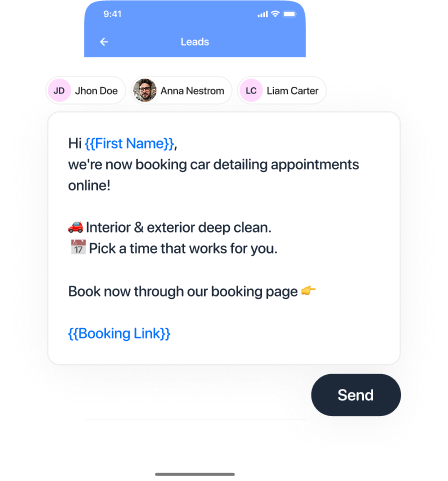 9:41
Leads
JD Jhon Doe Anna Nestrom LC Liam Carter
Hi {{First Name}},
we're now booking car detailing appointments
online!
🚗 Interior & exterior deep clean.
📅 Pick a time that works for you.
Book now through our booking page 👉
{{Booking Link}}
Send